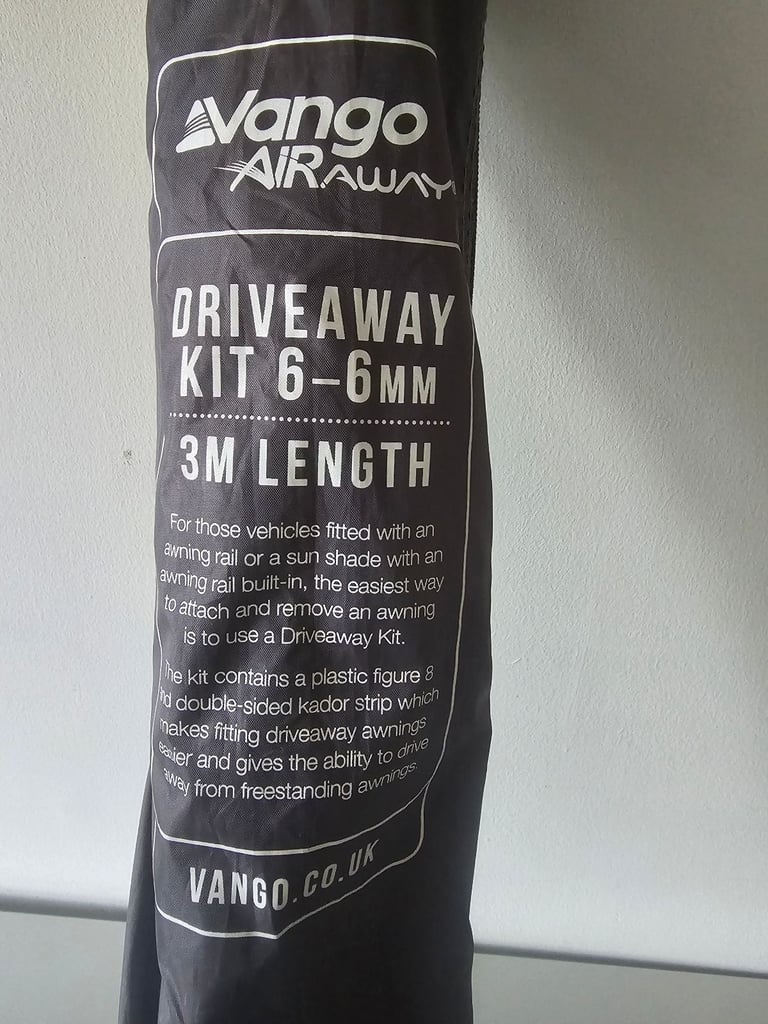 Vango
AIRAWAY
DRIVEAWAY
KIT 6–6MM
3M LENGTH
For those vehicles fitted with an
awning rail or a sun shade with an
awning rail built-in, the easiest way
to attach and remove an awning
is to use a Driveaway Kit.
The kit contains a plastic figure 8
and double-sided kador strip which
makes fitting driveaway awnings
easier and gives the ability to drive
away from freestanding awnings.
VANGO.CO.UK